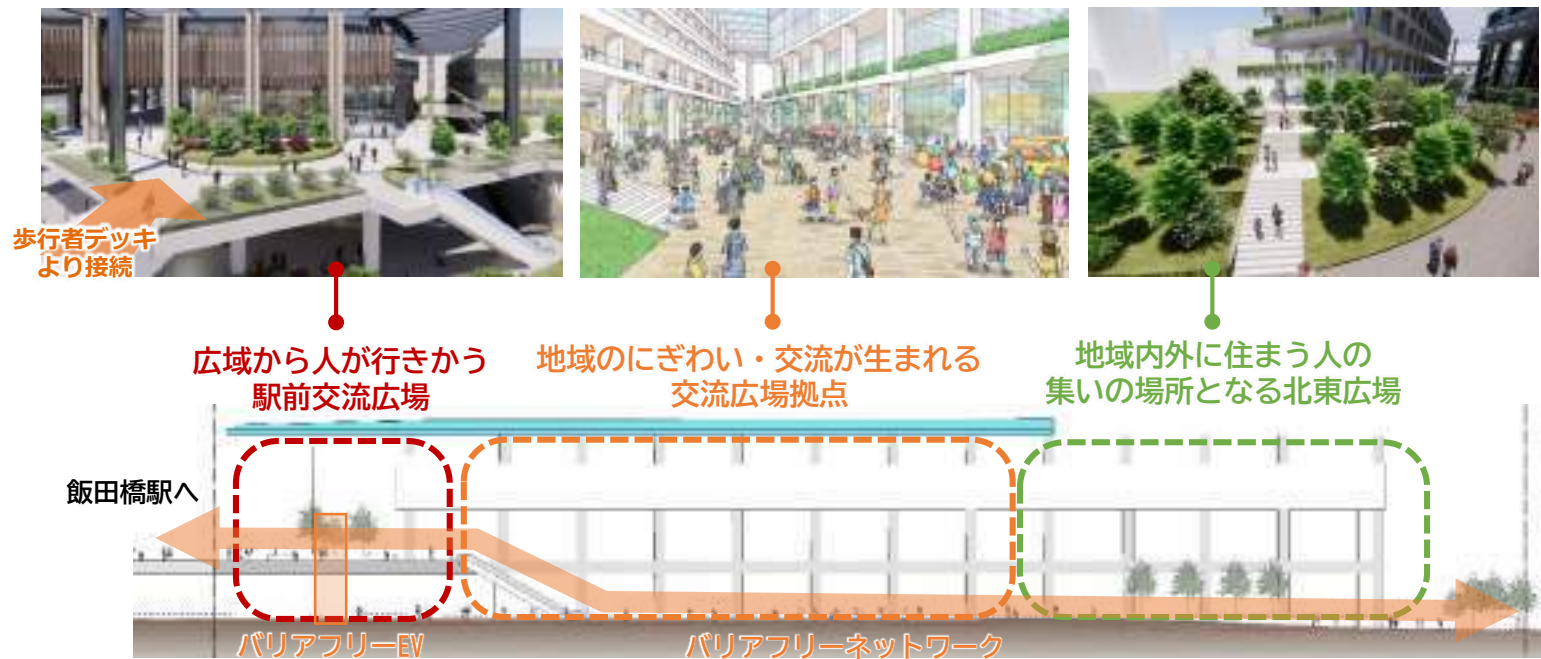 歩行者デッキ
より接続
広域から人が行きかう
駅前交流広場
地域のにぎわい・交流が生まれる
交流広場拠点
地域内外に住まう人の
集いの場所となる北東広場
飯田橋駅へ
バリアフリーEV
バリアフリーネットワーク